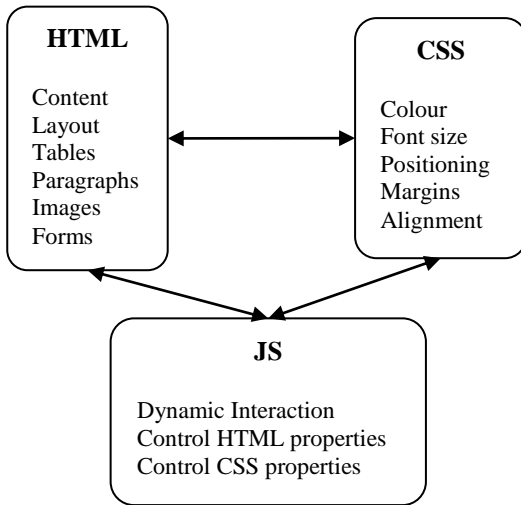 HTML
Content
Layout
Tables
Paragraphs
Images
Forms
CSS
Colour
Font size
Positioning
Margins
Alignment
JS
Dynamic Interaction
Control HTML properties
Control CSS properties